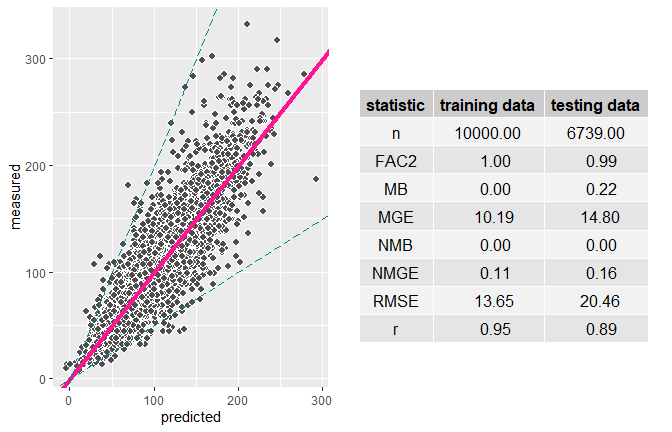 300
200
100
0
measured
0 100 200 300
predicted
statistic training data testing data
n 10000.00 6739.00
FAC2 1.00 0.99
MB 0.00 0.22
MGE 10.19 14.80
NMB 0.00 0.00
NMGE 0.11 0.16
RMSE 13.65 20.46
r 0.95 0.89